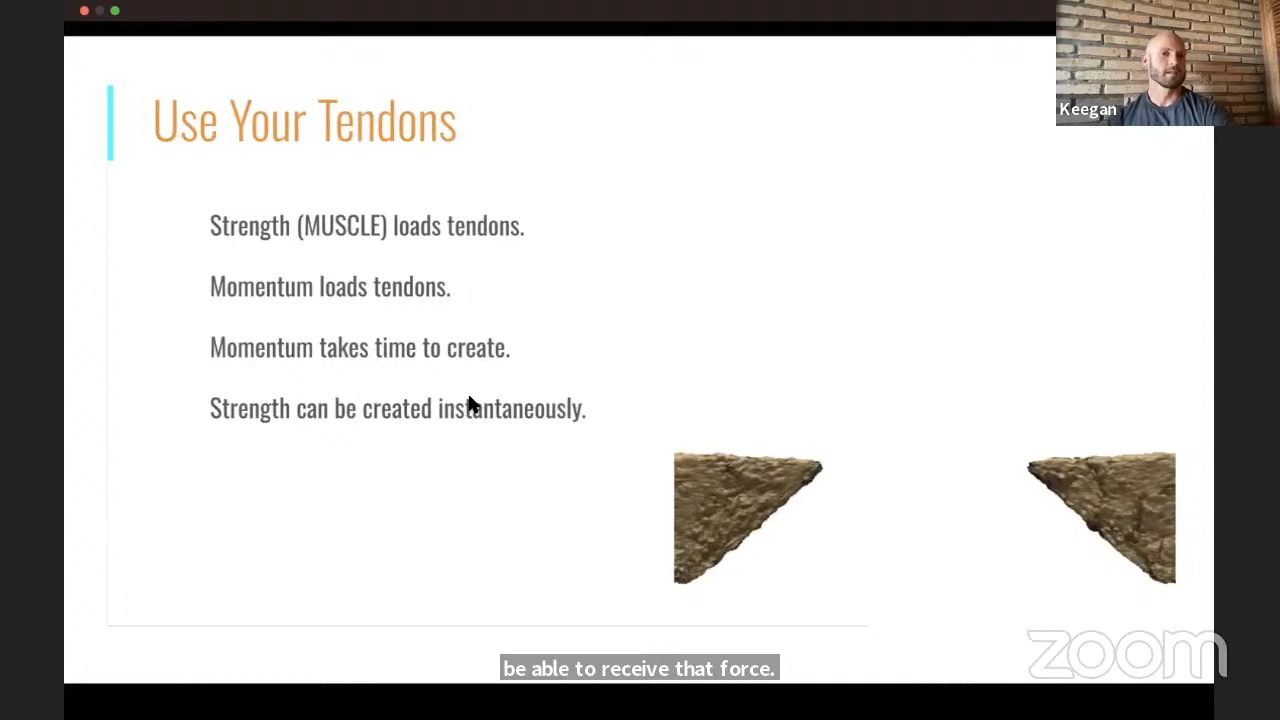 Keegan
Use Your Tendons
Strength (MUSCLE) loads tendons.
Momentum loads tendons.
Momentum takes time to create.
Strength can be created instantaneously.
zoom
be able to receive that force.